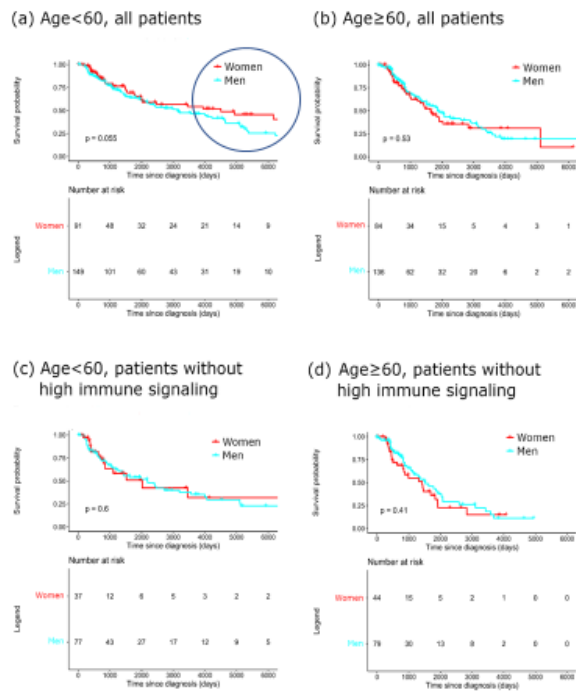 (a) Age<60, all patients
Survival probability
1.00
0.75
0.50
0.25
0.00
Women
Men
p = 0.055
0 1000 2000 3000 4000 5000 6000
Time since diagnosis (days)
Number at risk
Legend
Women 91 48 32 24 21 14 9
Men 149 101 60 43 31 19 10
0 1000 2000 3000 4000 5000 6000
Time since diagnosis (days)
(b) Age≥60, all patients
Survival probability
1.00
0.75
0.50
0.25
0.00
Women
Men
p = 0.53
0 1000 2000 3000 4000 5000 6000
Time since diagnosis (days)
Number at risk
Legend
Women 84 34 15 5 4 3 1
Men 136 62 32 20 6 2 2
0 1000 2000 3000 4000 5000 6000
Time since diagnosis (days)
(c) Age<60, patients without
high immune signaling
Survival probability
1.00
0.75
0.50
0.25
0.00
Women
Men
p = 0.6
0 1000 2000 3000 4000 5000 6000
Time since diagnosis (days)
Number at risk
Legend
Women 37 12 6 5 3 2 2
Men 77 43 27 17 12 9 5
0 1000 2000 3000 4000 5000 6000
Time since diagnosis (days)
(d) Age≥60, patients without
high immune signaling
Survival probability
1.00
0.75
0.50
0.25
0.00
Women
Men
p = 0.41
0 1000 2000 3000 4000 5000 6000
Time since diagnosis (days)
Number at risk
Legend
Women 44 15 5 2 1 0 0
Men 30 13 8 2 0 0
0 1000 2000 3000 4000 5000 6000
Time since diagnosis (days)